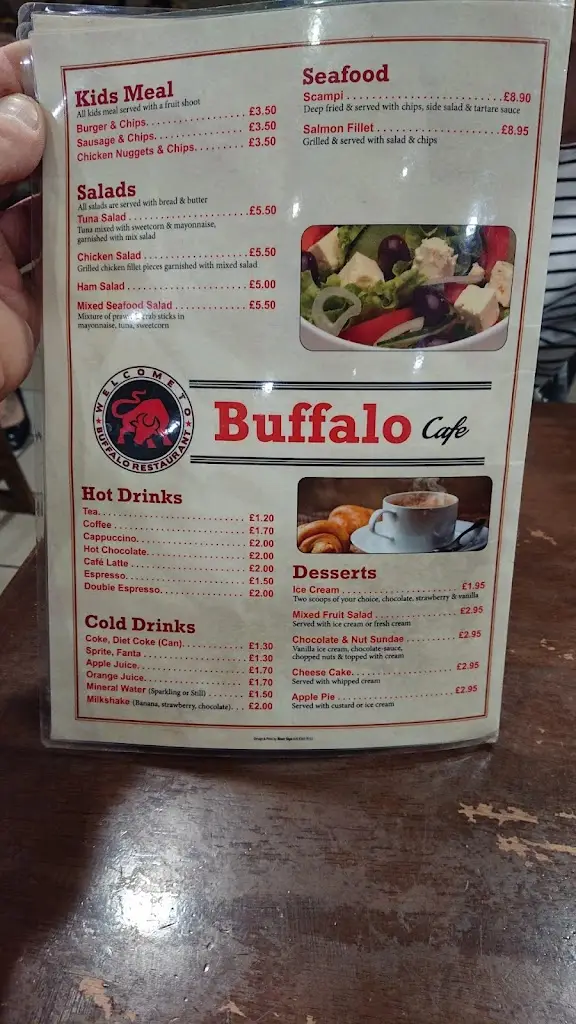 Kids Meal
All kids meal served with a fruit shoot
Burger & Chips. £3.50
Sausage & Chips. £3.50
Chicken Nuggets & Chips. £3.50
Salads
All salads are served with bread & butter
Tuna Salad £5.50
Tuna mixed with sweetcorn & mayonnaise,
garnished with mix salad
Chicken Salad £5.50
Grilled chicken fillet pieces garnished with mixed salad
Ham Salad £5.00
Mixed Seafood Salad £5.50
Mixture of prawns, crab sticks in
mayonnaise, tuna, sweetcorn
Seafood
Scampi £8.90
Deep fried & served with chips, side salad & tartare sauce
Salmon Fillet £8.95
Grilled & served with salad & chips
WELCOME TO
BUFFALO RESTAURANT
Buffalo Cafe
Hot Drinks
Tea £1.20
Coffee £1.70
Cappuccino £2.00
Hot Chocolate £2.00
Café Latte £2.00
Espresso £1.50
Double Espresso £2.00
Cold Drinks
Coke, Diet Coke (Can) £1.30
Sprite, Fanta £1.30
Apple Juice £1.70
Orange Juice £1.70
Mineral Water (Sparkling or Still) £1.50
Milkshake (Banana, strawberry, chocolate) £2.00
Desserts
Ice Cream £1.95
Two scoops of your choice, chocolate, strawberry & vanilla
Mixed Fruit Salad £2.95
Served with ice cream or fresh cream
Chocolate & Nut Sundae £2.95
Vanilla ice cream, chocolate-sauce,
chopped nuts & topped with cream
Cheese Cake £2.95
Served with whipped cream
Apple Pie £2.95
Served with custard or ice cream